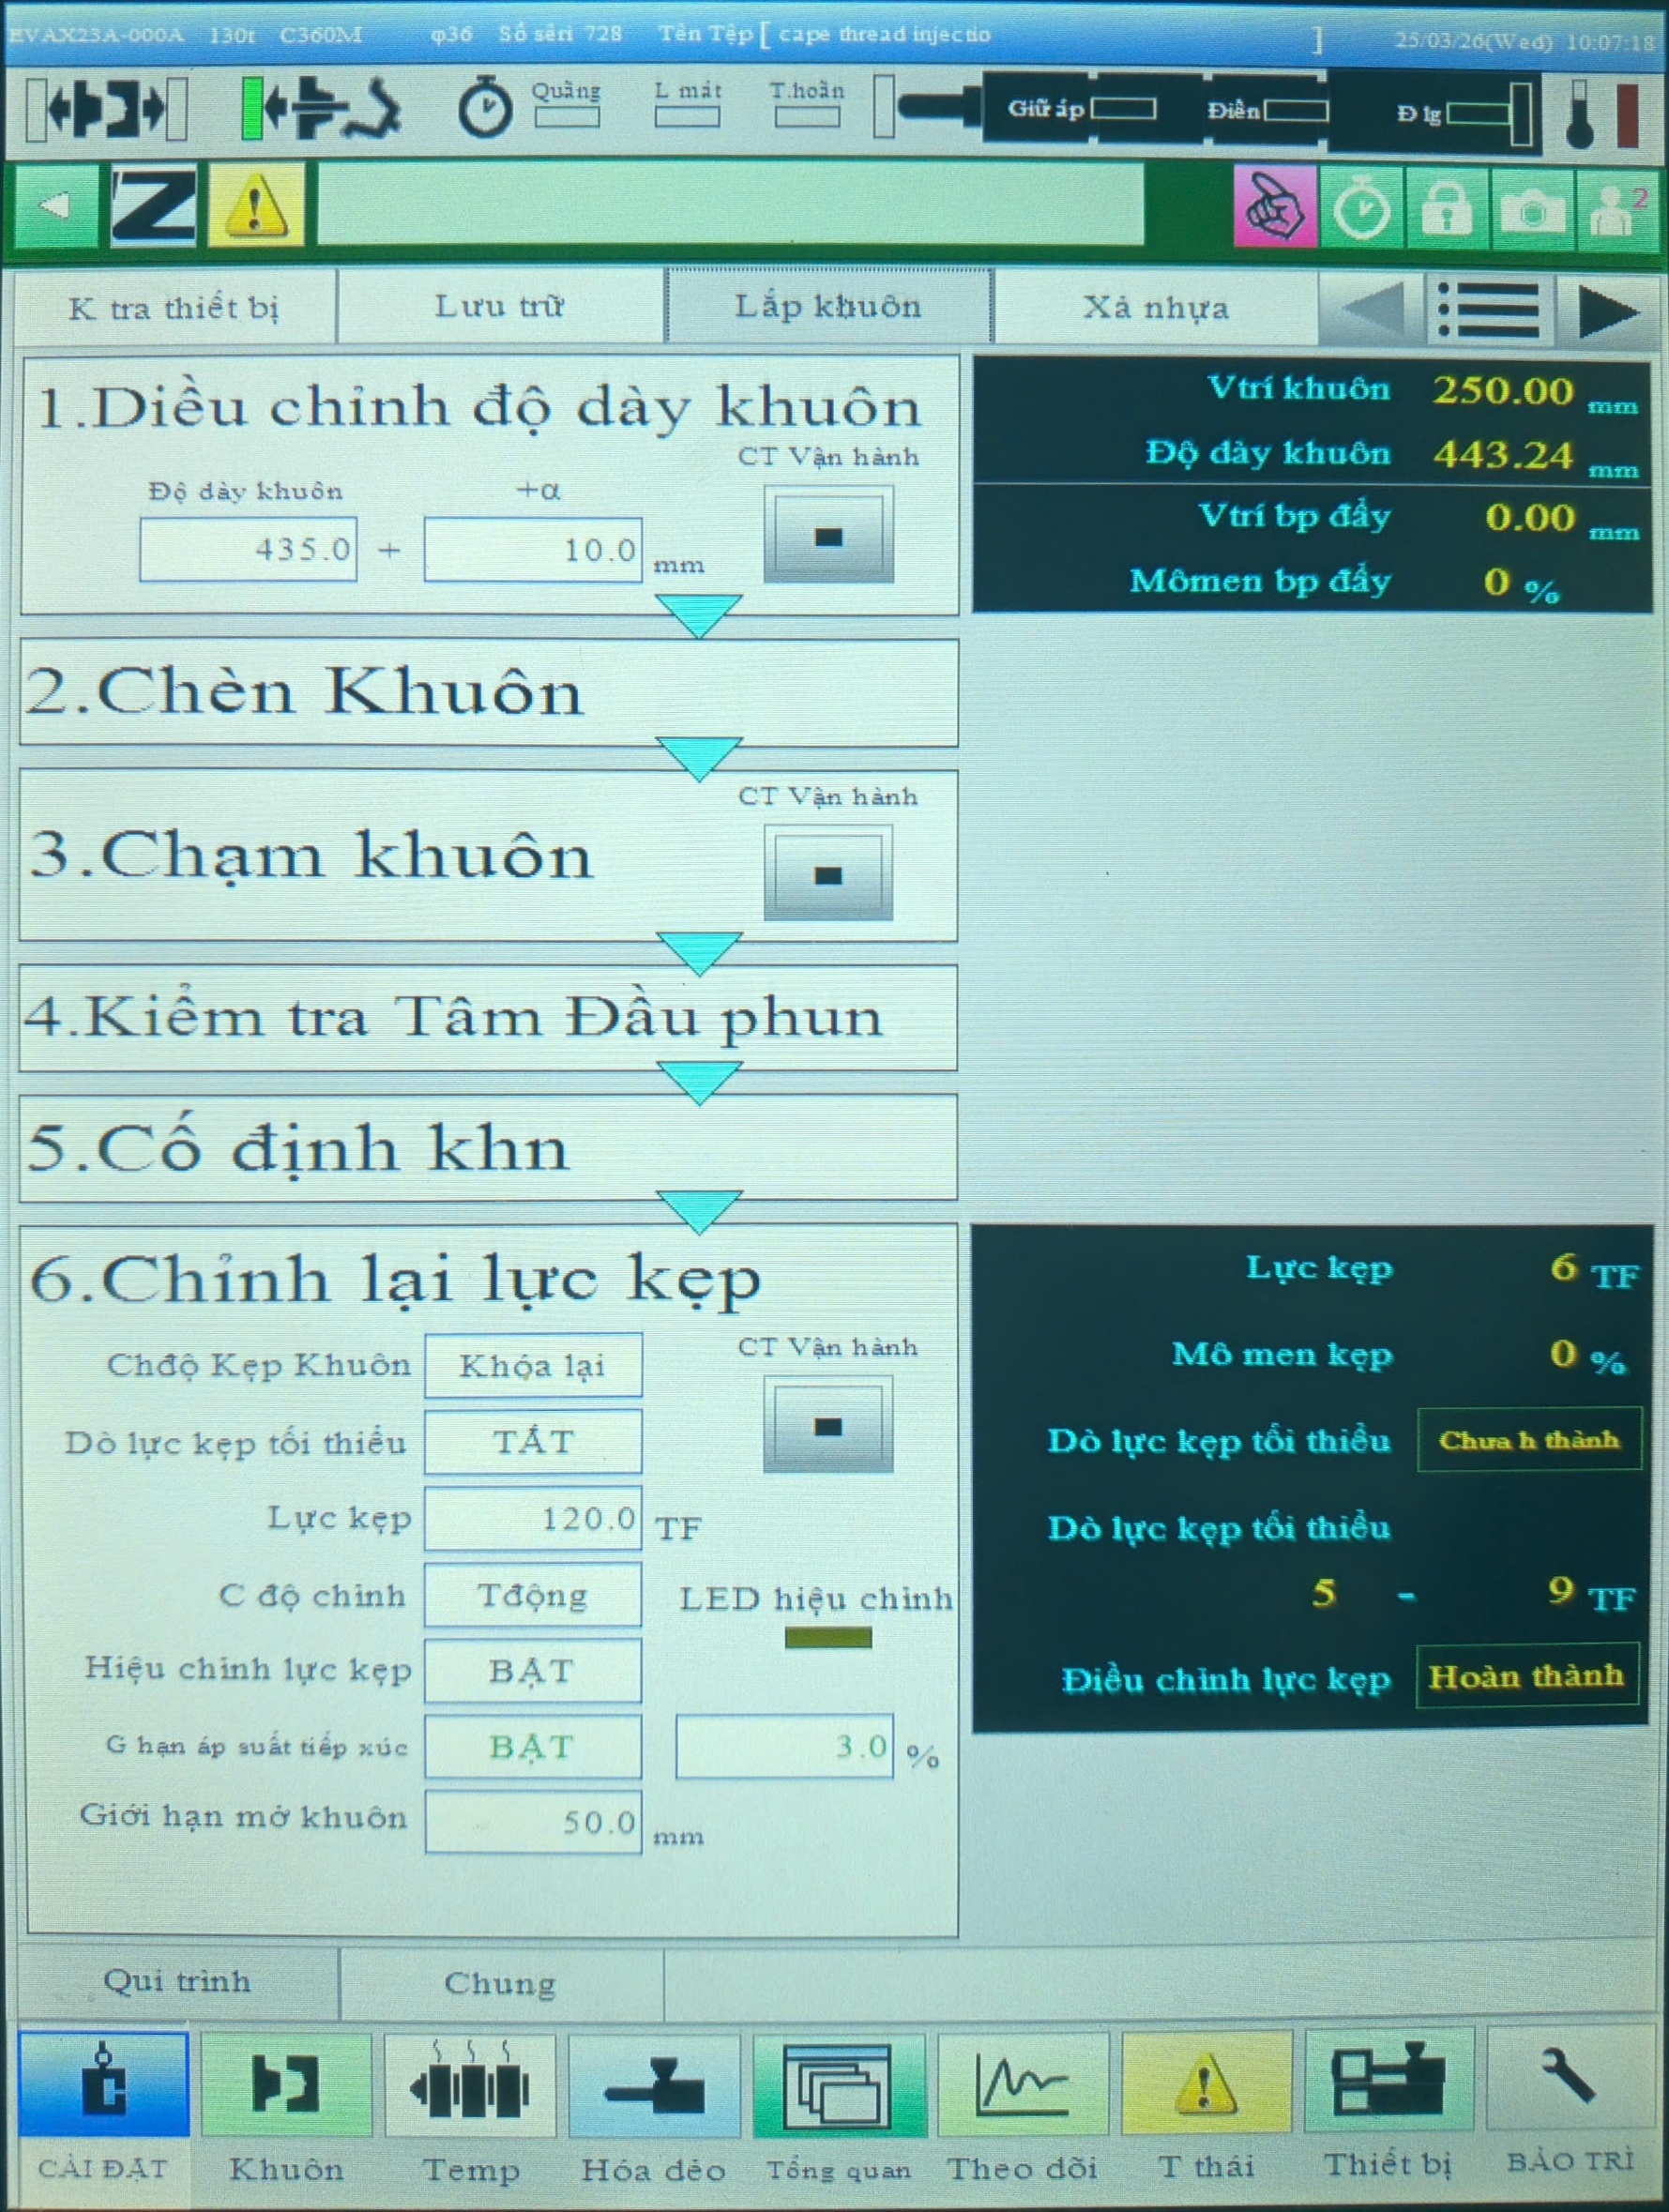 EVAX23A-000A 130t C360M φ36 Số sêri 728 Tên Tệp [ cape thread injectio ] 25/03/26(Wed) 10:07:18
Quãng L mát T.hoãn Giữ áp Điền Đ lg
2
K tra thiết bị Lưu trữ Lắp khuôn Xả nhựa
1.Diều chỉnh độ dày khuôn
CT Vận hành
Độ dày khuôn +α
435.0 + 10.0 mm
Vtrí khuôn 250.00 mm
Độ dày khuôn 443.24 mm
Vtrí bp đẩy 0.00 mm
Mômen bp đẩy 0 %
2.Chèn Khuôn
3.Chạm khuôn
CT Vận hành
4.Kiểm tra Tâm Đầu phun
5.Cố định khn
6.Chỉnh lại lực kẹp
CT Vận hành
Chđộ Kẹp Khuôn Khóa lại
Dò lực kẹp tối thiểu TẮT
Lực kẹp 120.0 TF
C độ chỉnh Tđộng
LED hiệu chỉnh
Hiệu chỉnh lực kẹp BẬT
G hạn áp suất tiếp xúc BẬT 3.0 %
Giới hạn mở khuôn 50.0 mm
Lực kẹp 6 TF
Mô men kẹp 0 %
Dò lực kẹp tối thiểu Chưa h thành
Dò lực kẹp tối thiểu
5 - 9 TF
Điều chỉnh lực kẹp Hoàn thành
Qui trình Chung
CÀI ĐẶT Khuôn Temp Hóa dẻo Tổng quan Theo dõi T thái Thiết bị BẢO TRÌ